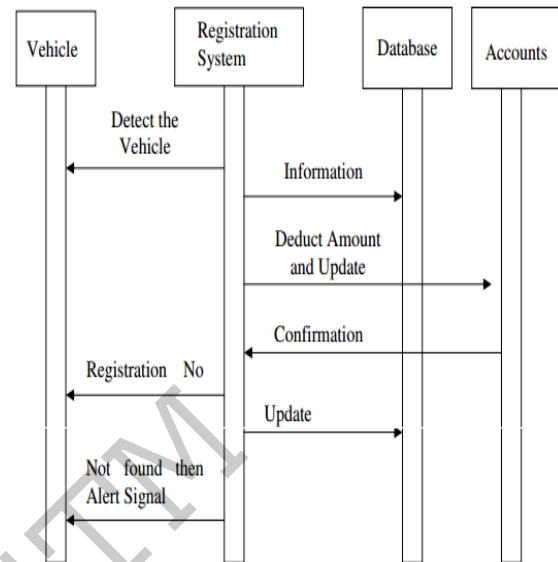 Vehicle
Registration
System
Database
Accounts
Detect the
Vehicle
Information
Deduct Amount
and Update
Confirmation
Registration No
Update
Not found then
Alert Signal
TM